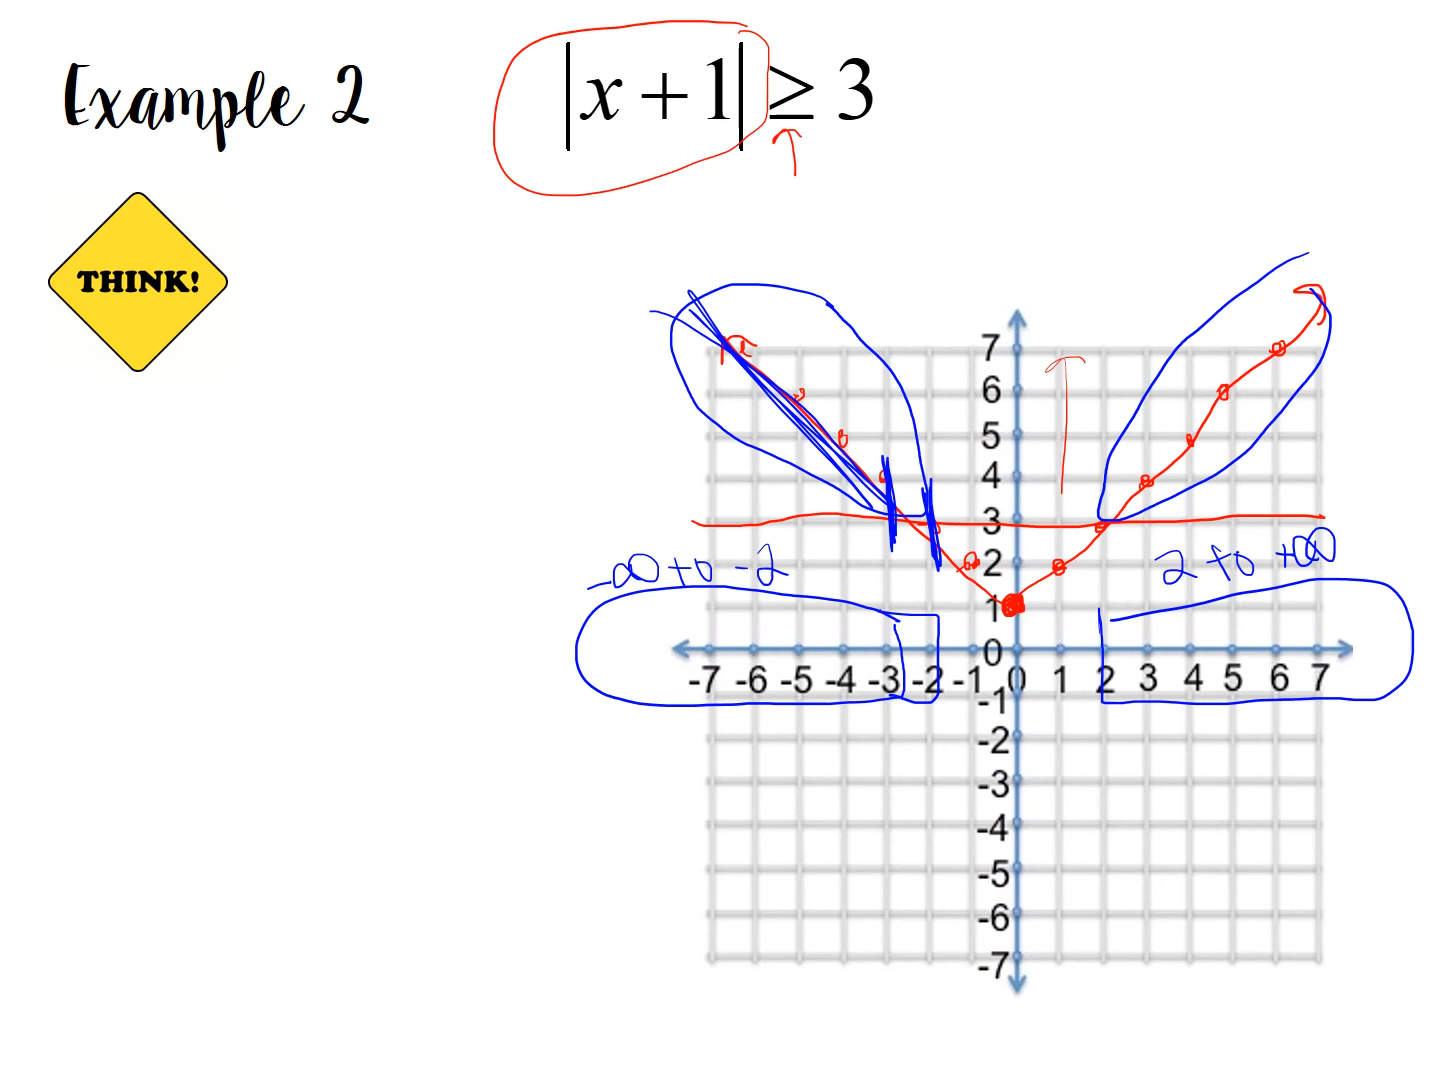 Example 2
|x + 1| ≥ 3
THINK!
7
6
5
4
3
-∞ to -2
2
2 to +∞
1
0
-7 -6 -5 -4 -3 -2 -1 0 1 2 3 4 5 6 7
-1
-2
-3
-4
-5
-6
-7